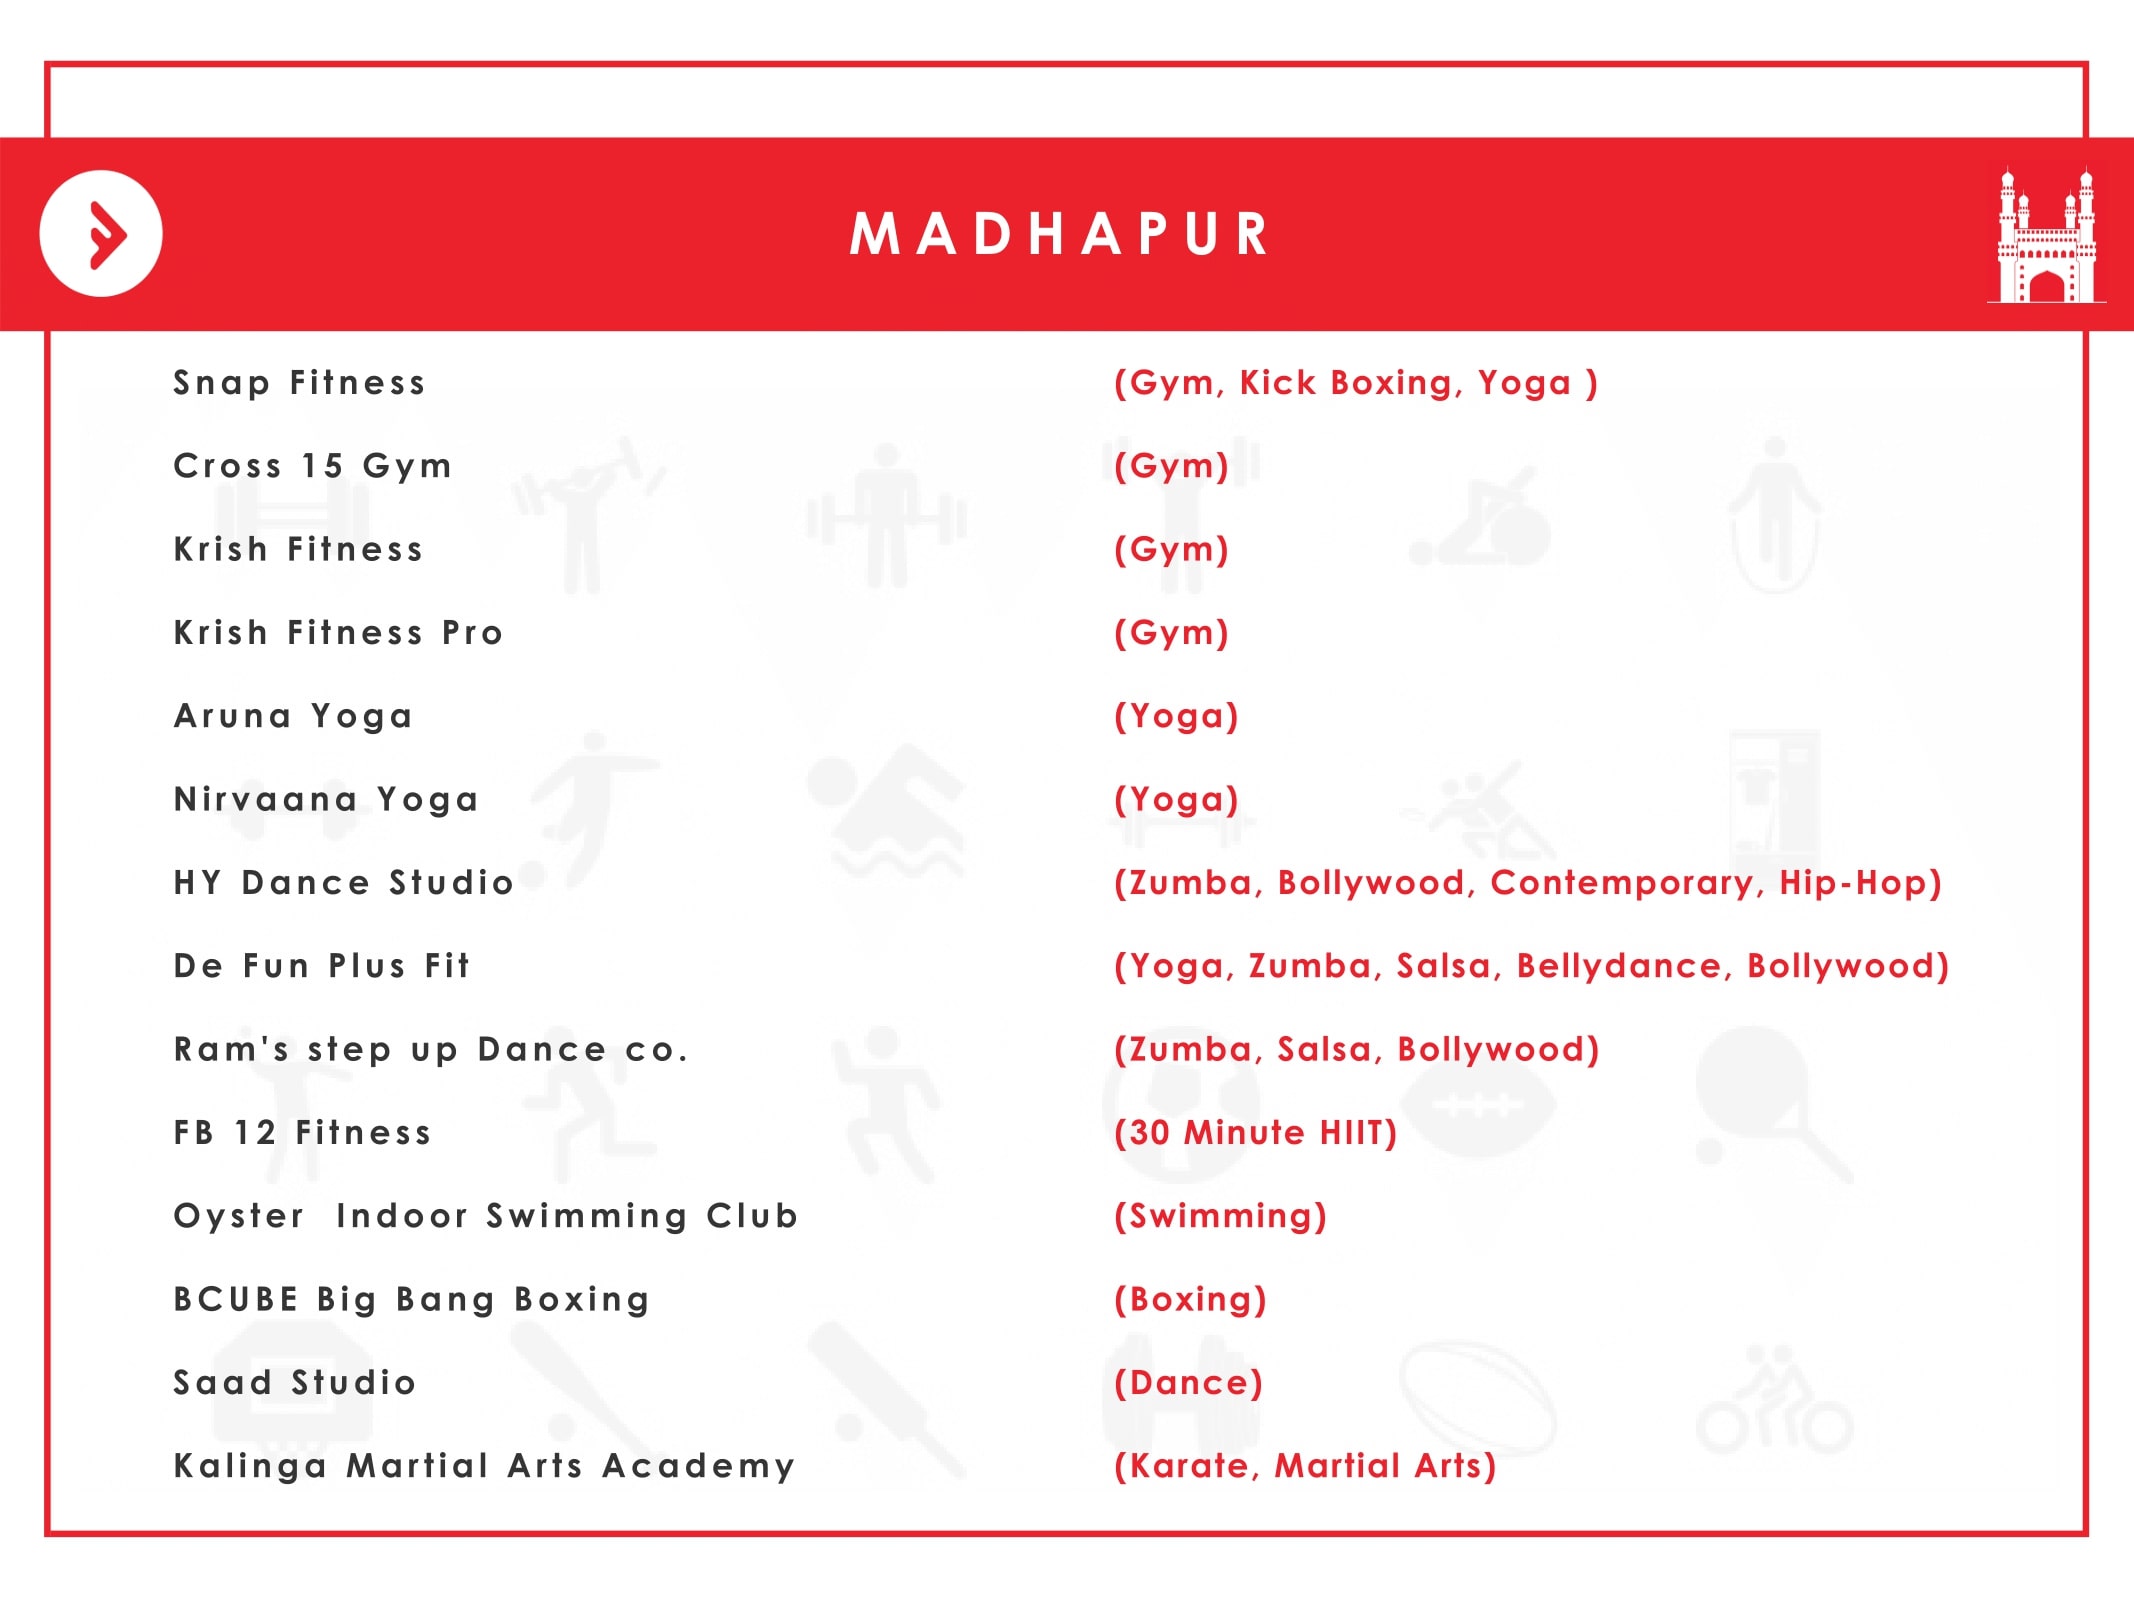 MADHAPUR
Snap Fitness (Gym, Kick Boxing, Yoga )
Cross 15 Gym (Gym)
Krish Fitness (Gym)
Krish Fitness Pro (Gym)
Aruna Yoga (Yoga)
Nirvaana Yoga (Yoga)
HY Dance Studio (Zumba, Bollywood, Contemporary, Hip-Hop)
De Fun Plus Fit (Yoga, Zumba, Salsa, Bellydance, Bollywood)
Ram's step up Dance co. (Zumba, Salsa, Bollywood)
FB 12 Fitness (30 Minute HIIT)
Oyster  Indoor Swimming Club (Swimming)
BCUBE Big Bang Boxing (Boxing)
Saad Studio (Dance)
Kalinga Martial Arts Academy (Karate, Martial Arts)